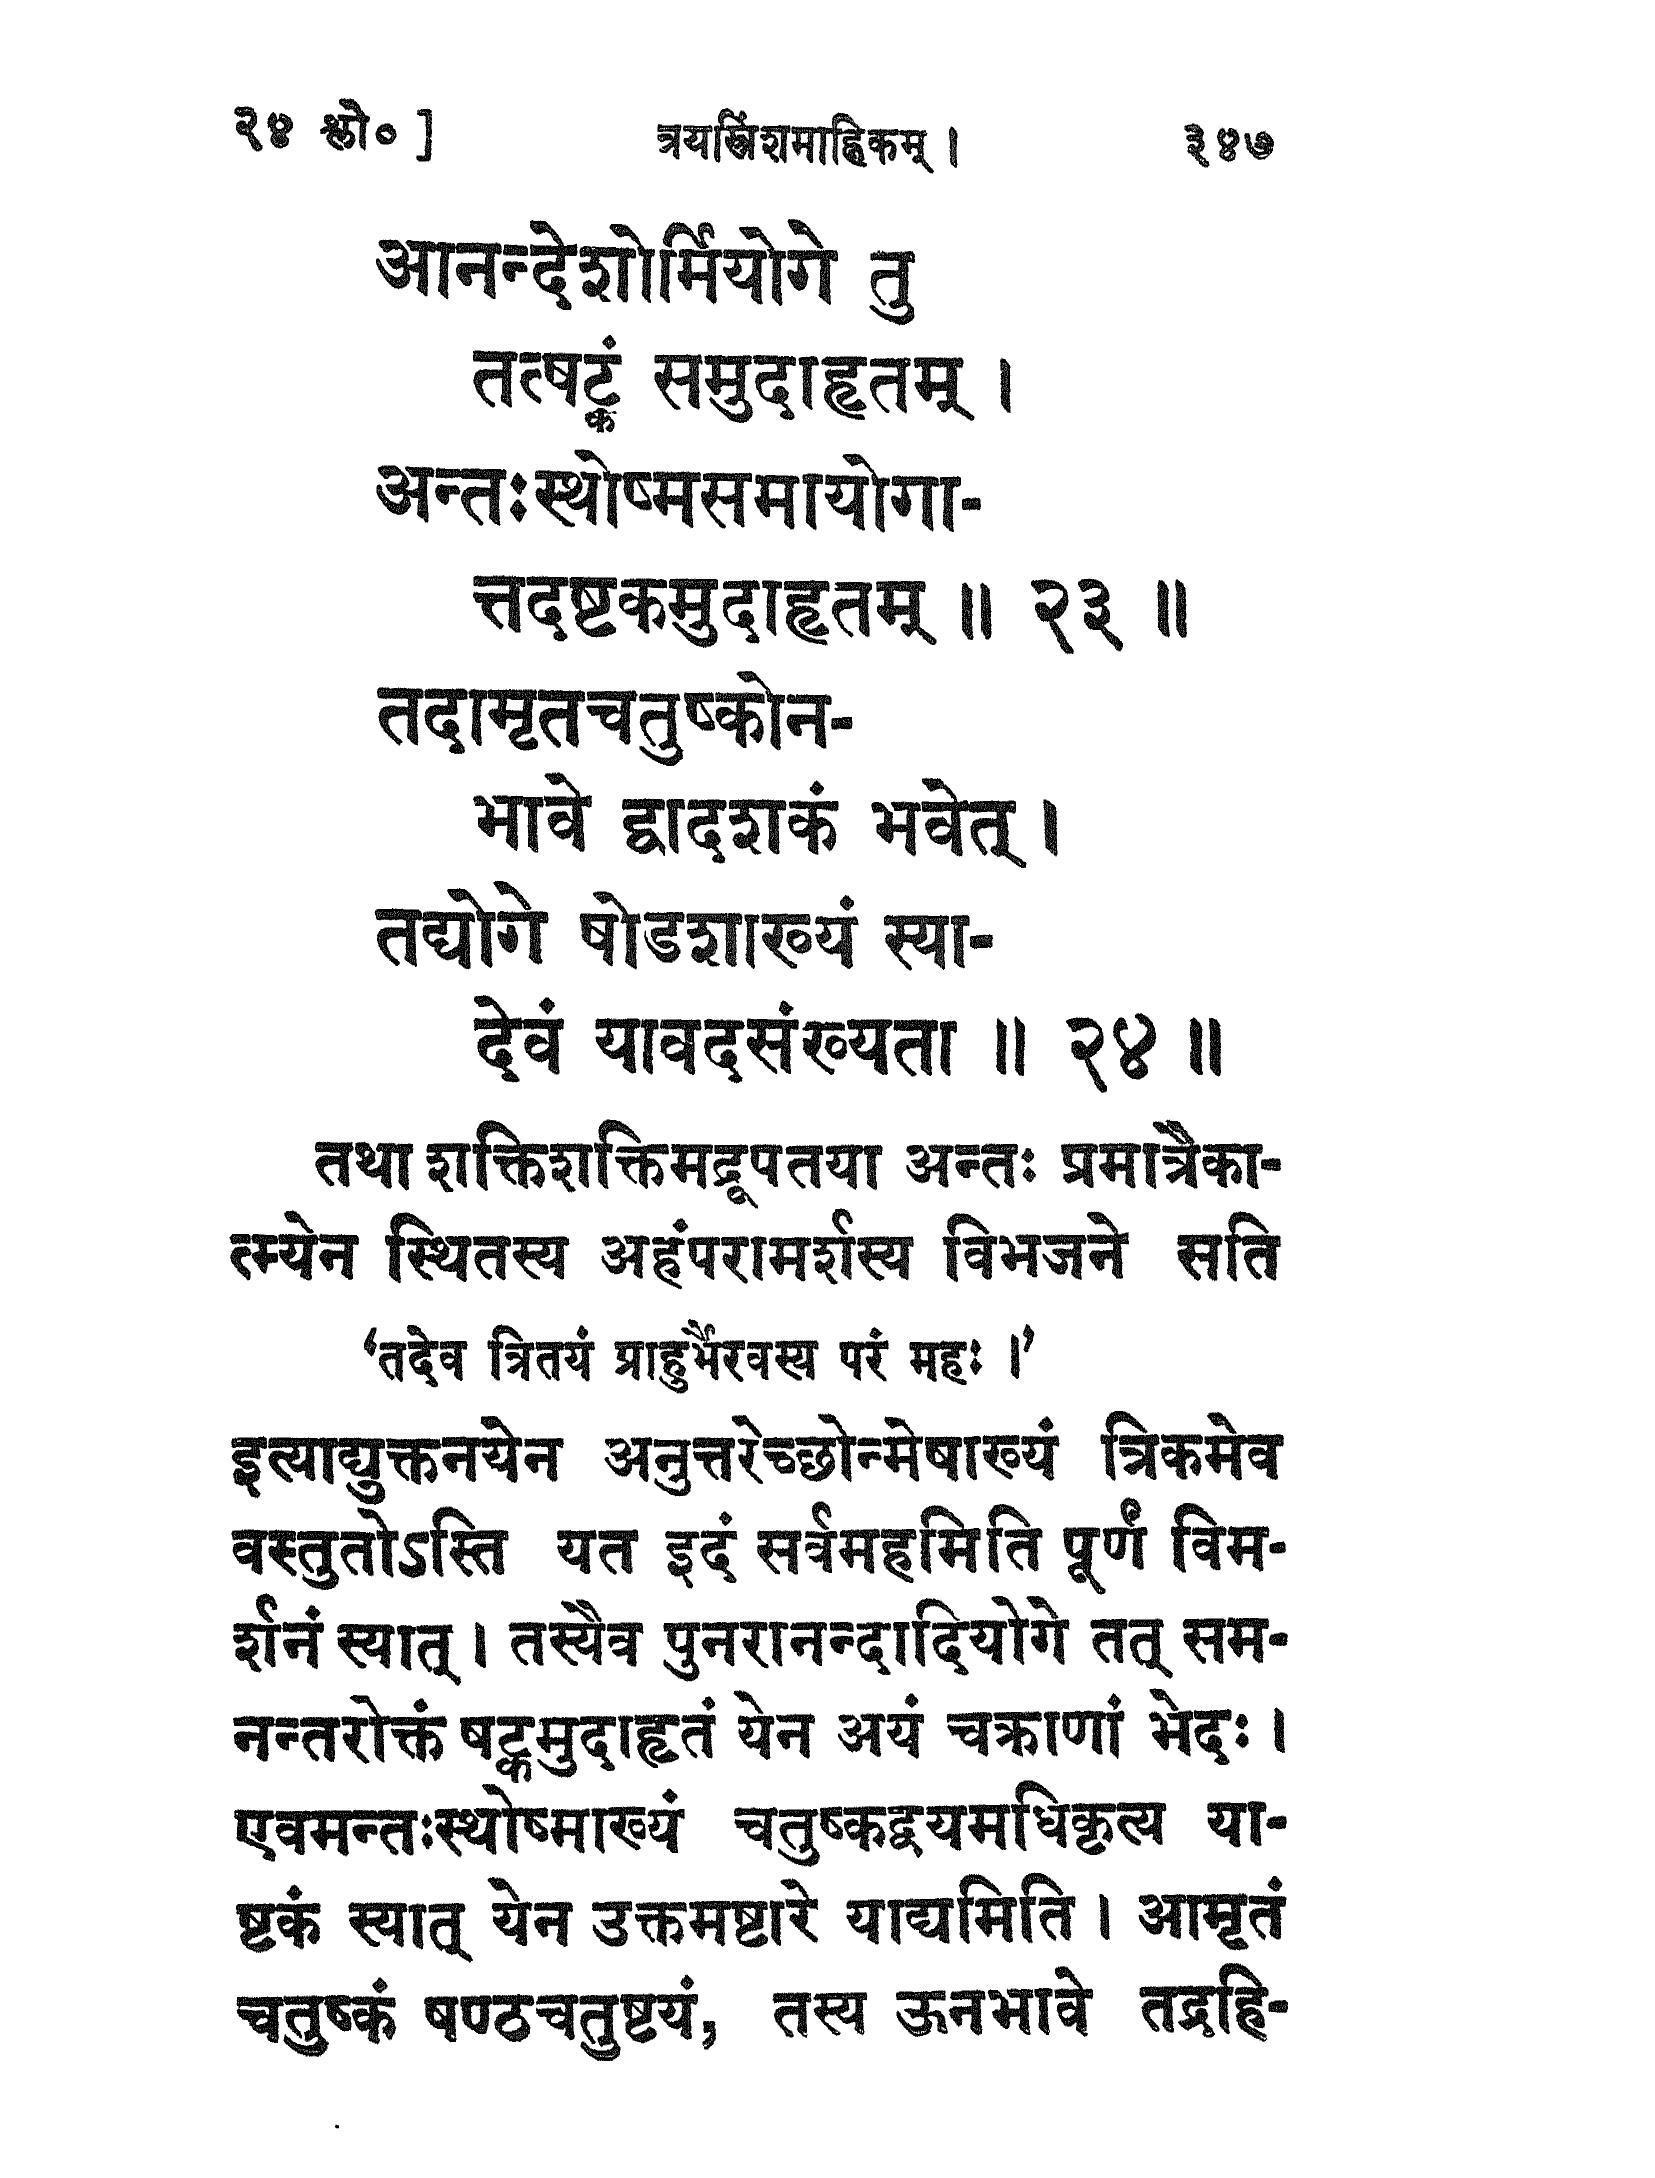 २४ श्लो० ]	त्रयस्त्रिंशमाह्निकम् ।	३४७
आनन्देशोर्मियोगे तु
तत्षट्कं समुदाहृतम् ।
अन्तःस्थोष्मसमायोगा-
त्तदष्टकमुदाहृतम् ॥ २३ ॥
तदामृतचतुष्कोन-
भावे द्वादशकं भवेत् ।
तद्योगे षोडशाख्यं स्या-
देवं यावदसंख्यता ॥ २४ ॥
तथा शक्तिशक्तिमद्रूपतया अन्तः प्रमात्रैका-
त्म्येन स्थितस्य अहंपरामर्शस्य विभजने सति
‘तदेव त्रितयं प्राहुर्भैरवस्य परं महः ।’
इत्याद्युक्तनयेन अनुत्तरेच्छोन्मेषाख्यं त्रिकमेव
वस्तुतोऽस्ति यत इदं सर्वमहमिति पूर्णं विम-
र्शनं स्यात् । तस्यैव पुनरानन्दादियोगे तत् सम-
नन्तरोक्तं षट्कमुदाहृतं येन अयं चक्राणां भेदः ।
एवमन्तःस्थोष्माख्यं चतुष्कद्वयमधिकृत्य या-
ष्टकं स्यात् येन उक्तमष्टारे याद्यमिति । आमृतं
चतुष्कं षण्ठचतुष्टयं, तस्य ऊनभावे तद्रहि-